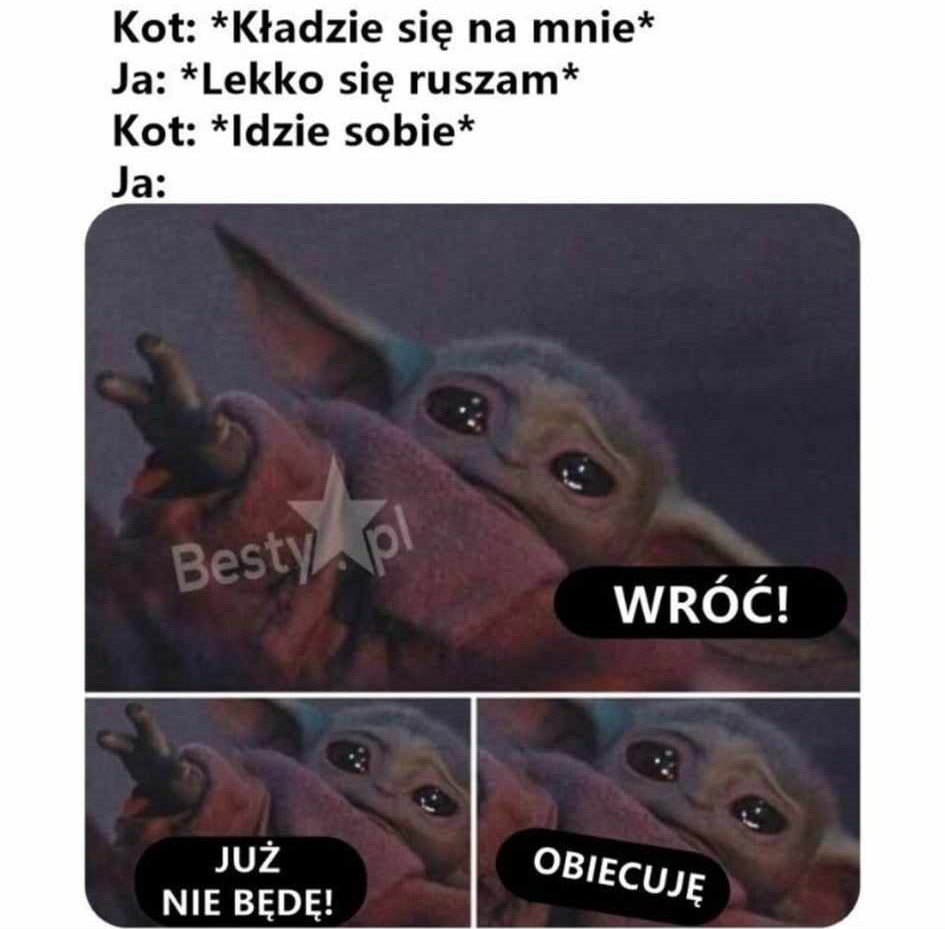 Kot: *Kładzie się na mnie*
Ja: *Lekko się ruszam*
Kot: *Idzie sobie*
Ja:
Besty.pl
WRÓĆ!
JUŻ
NIE BĘDĘ!
OBIECUJĘ